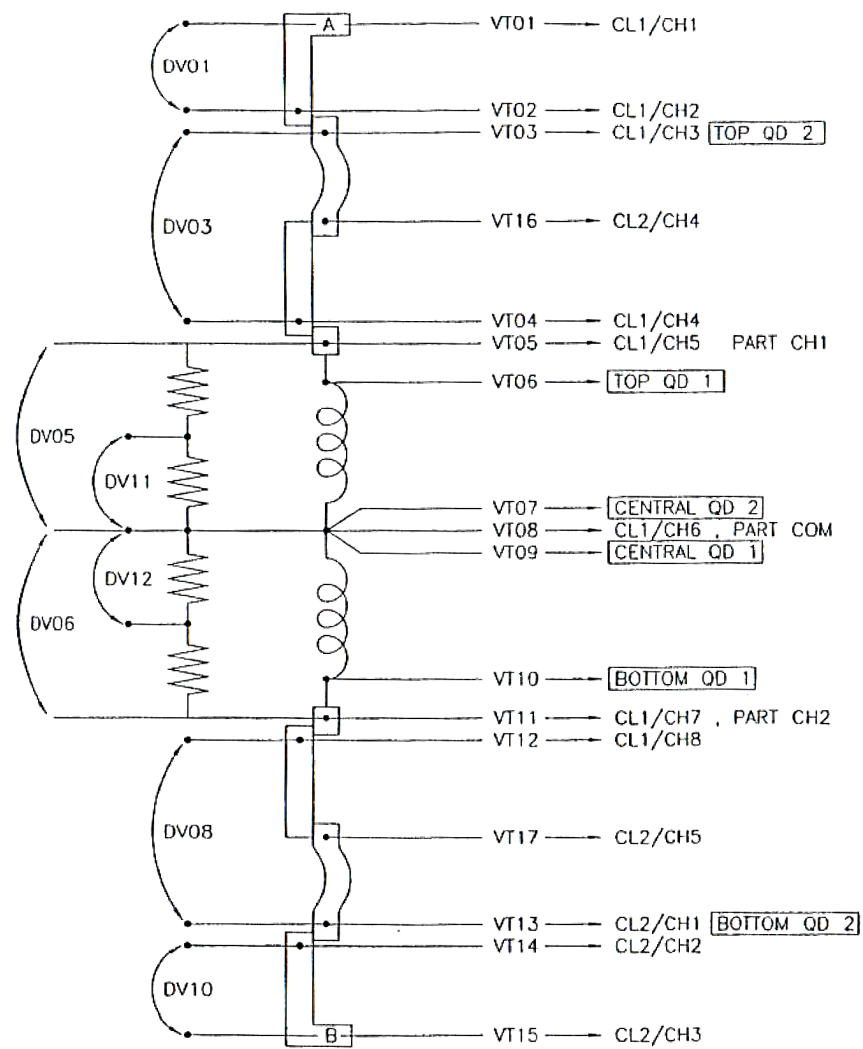 A VT01 CL1/CH1
DV01
VT02 CL1/CH2
VT03 CL1/CH3 TOP QD 2
DV03 VT16 CL2/CH4
VT04 CL1/CH4
VT05 CL1/CH5 PART CH1
VT06 TOP QD 1
DV05
DV11
VT07 CENTRAL QD 2
VT08 CL1/CH6 , PART COM
VT09 CENTRAL QD 1
DV12
DV06
VT10 BOTTOM QD 1
VT11 CL1/CH7 , PART CH2
VT12 CL1/CH8
DV08 VT17 CL2/CH5
VT13 CL2/CH1 BOTTOM QD 2
VT14 CL2/CH2
DV10
B VT15 CL2/CH3